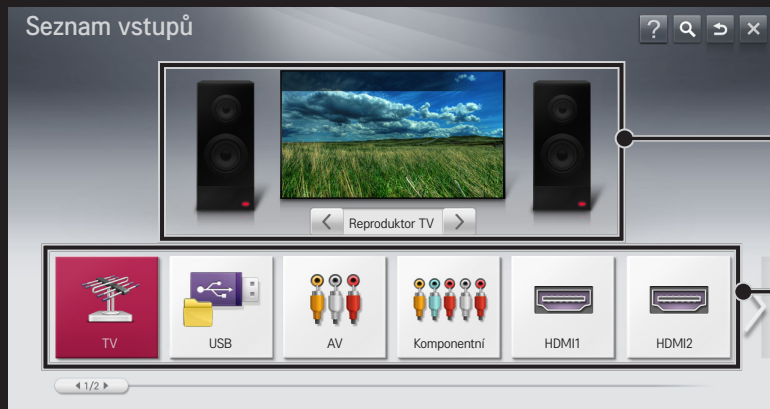 Seznam vstupů
?
Reproduktor TV
TV
USB
AV
Komponentní
HDMI1
HDMI2
1/2